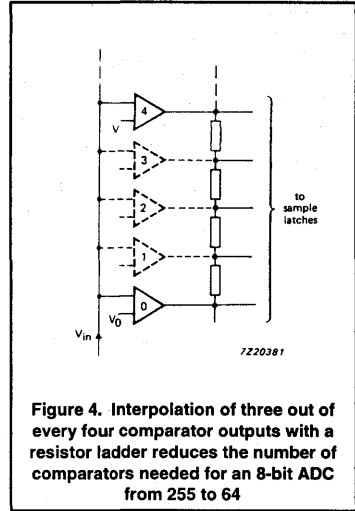 4
V
3
2
to
sample
latches
1
0
V0
Vin
7Z20381
Figure 4. Interpolation of three out of
every four comparator outputs with a
resistor ladder reduces the number of
comparators needed for an 8-bit ADC
from 255 to 64